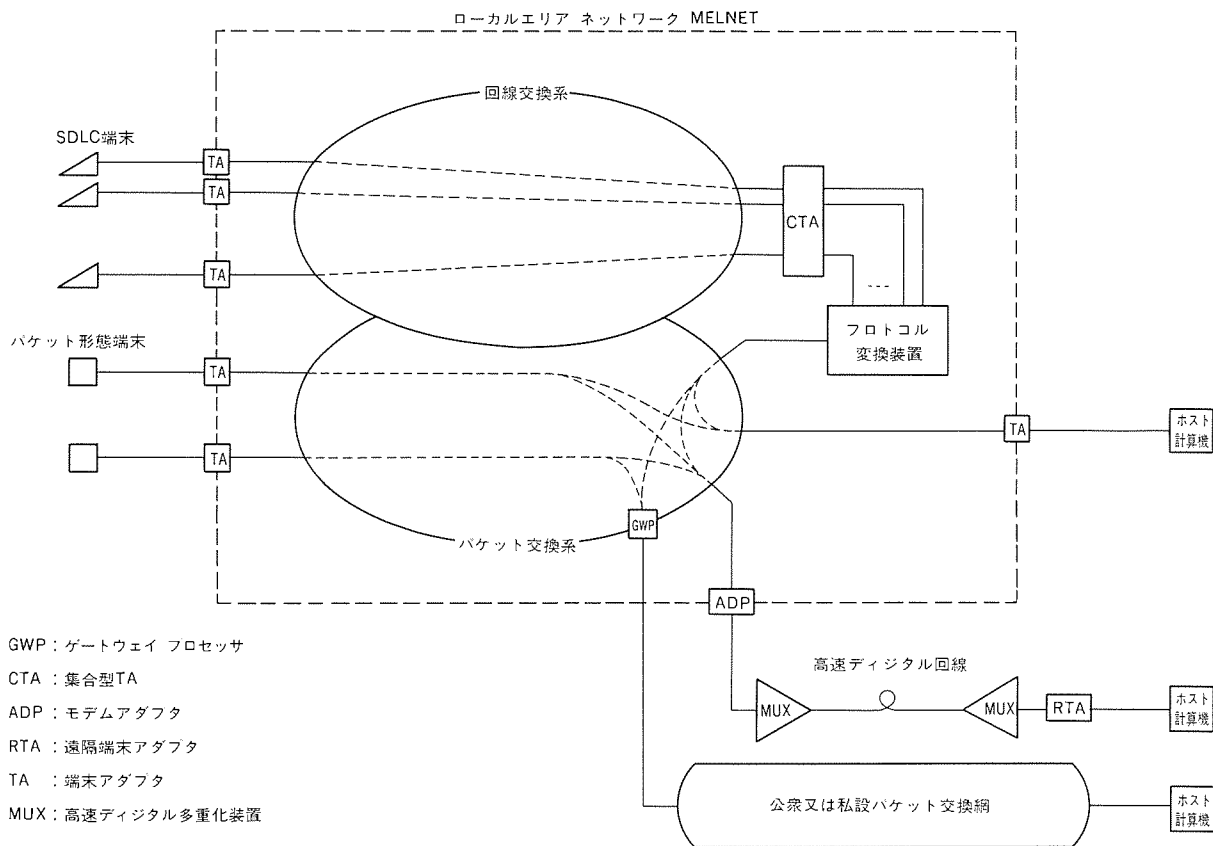 ローカルエリア ネットワーク MELNET
回線交換系
SDLC端末
TA
TA
CTA
TA
フロトコル
変換装置
パケット形態端末
TA
TA
ホスト
計算機
TA
GWP
パケット交換系
ADP
高速ディジタル回線
MUX
MUX
RTA
ホスト
計算機
公衆又は私設パケット交換網
ホスト
計算機
GWP：ゲートウェイ フロセッサ
CTA：集合型TA
ADP：モデムアダフタ
RTA：遠隔端末アダプタ
TA：端末アダプタ
MUX：高速ディジタル多重化装置